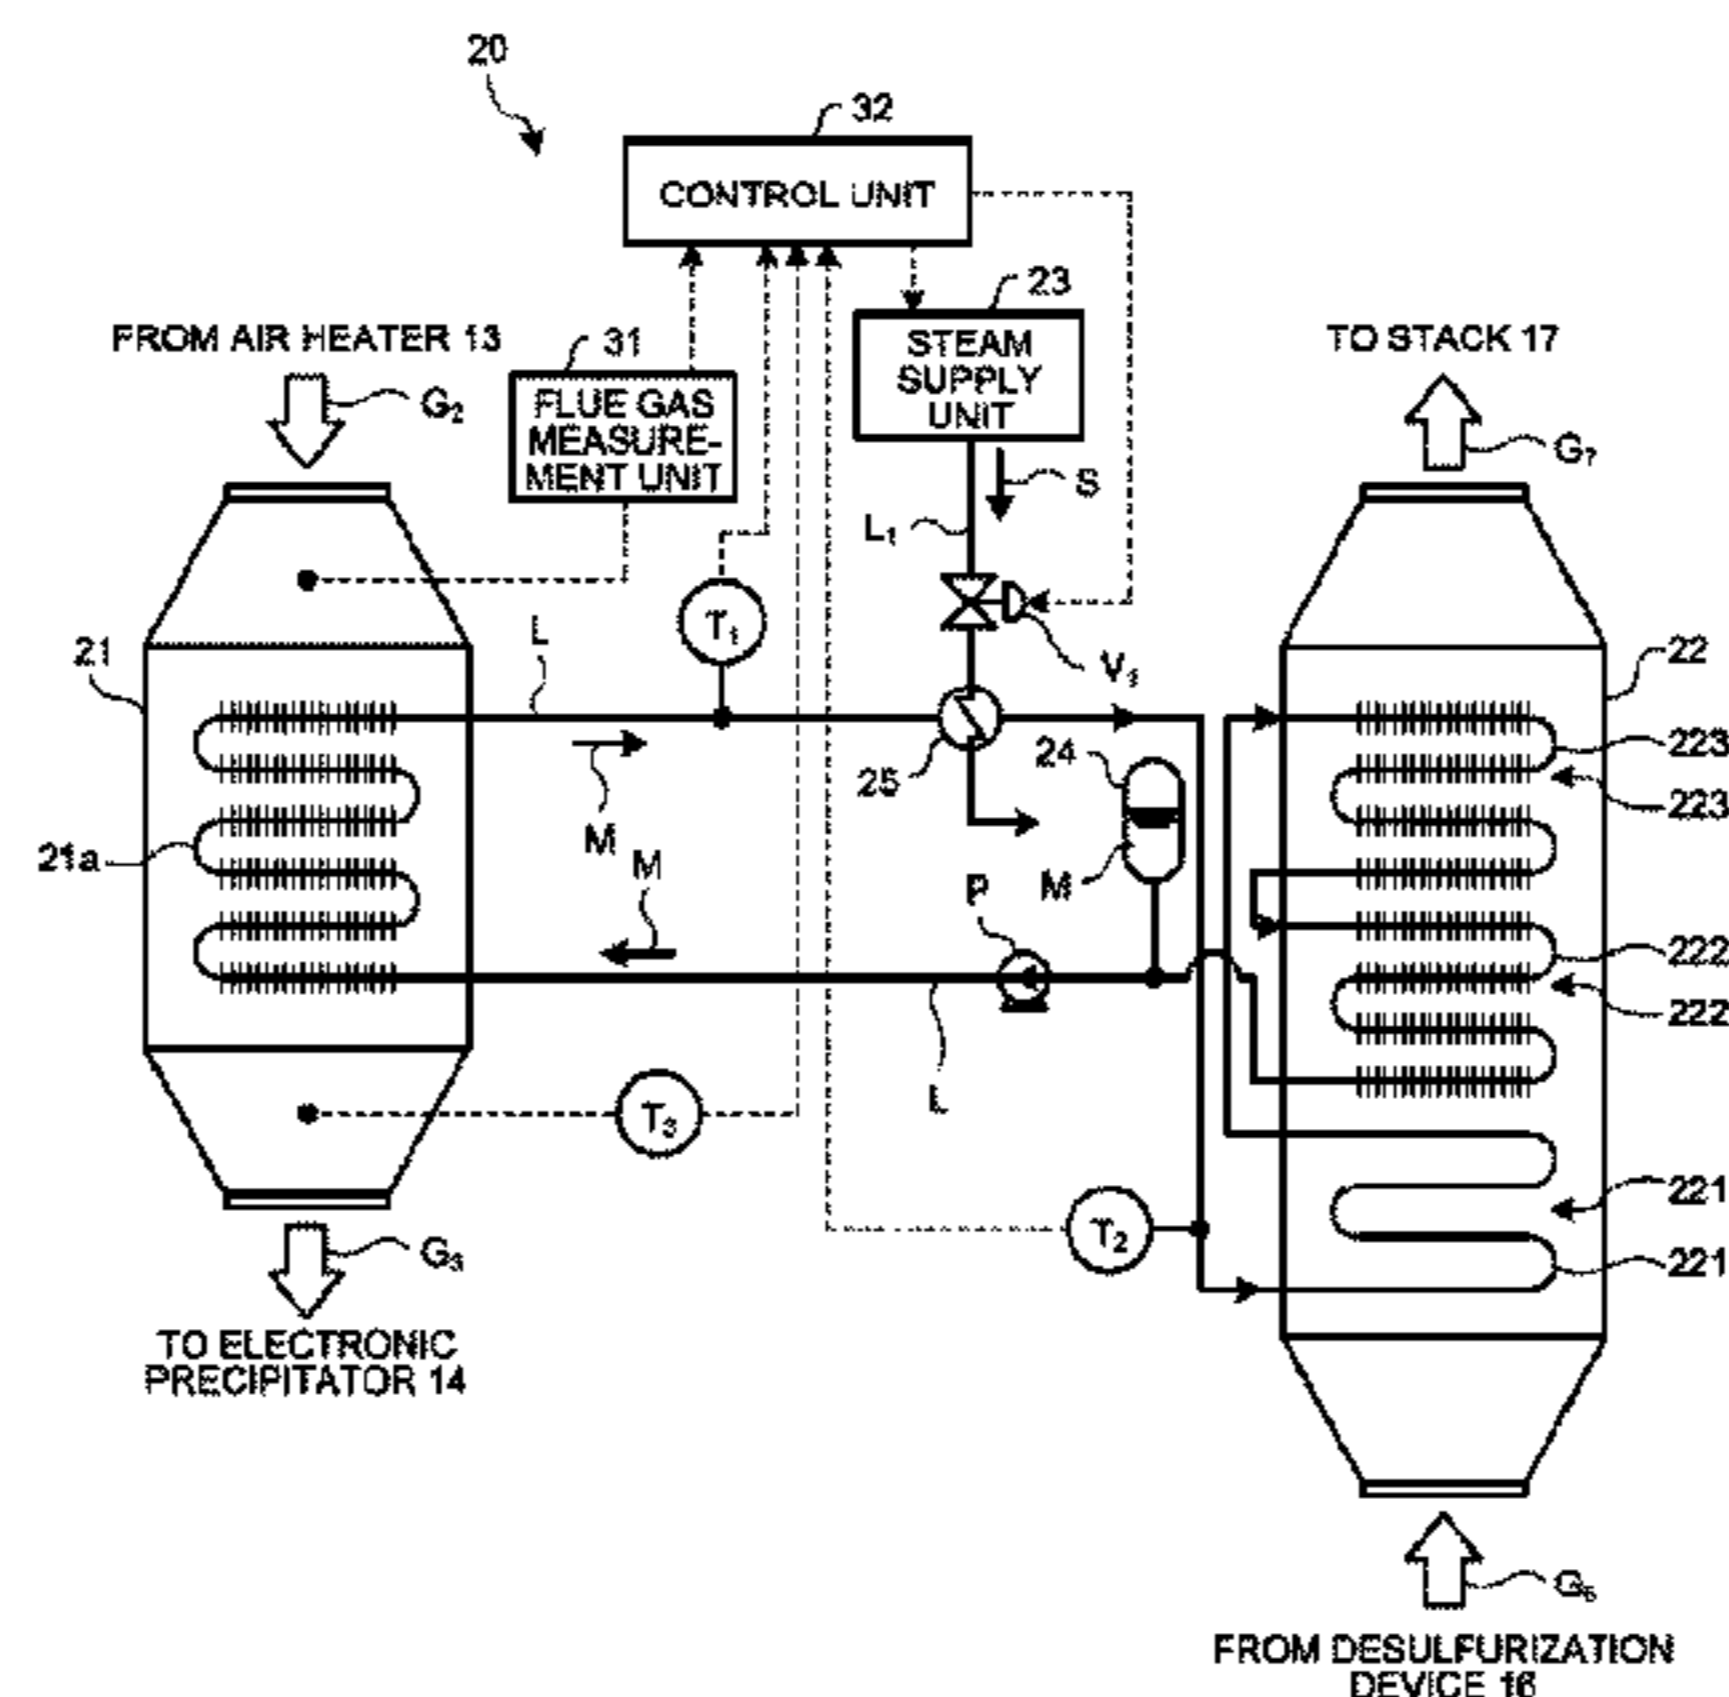 20
32
CONTROL UNIT
23
FROM AIR HEATER 13
31
STEAM
SUPPLY
UNIT
TO STACK 17
G₂
FLUE GAS
MEASURE-
MENT UNIT
G₇
S
L₁
T₁
L
21
V₁
22
223
25
24
223
M
21a
M
M
P
222
222
L
T₃
221
T₂
G₃
221
TO ELECTRONIC
PRECIPITATOR 14
FROM DESULFURIZATION
DEVICE 16